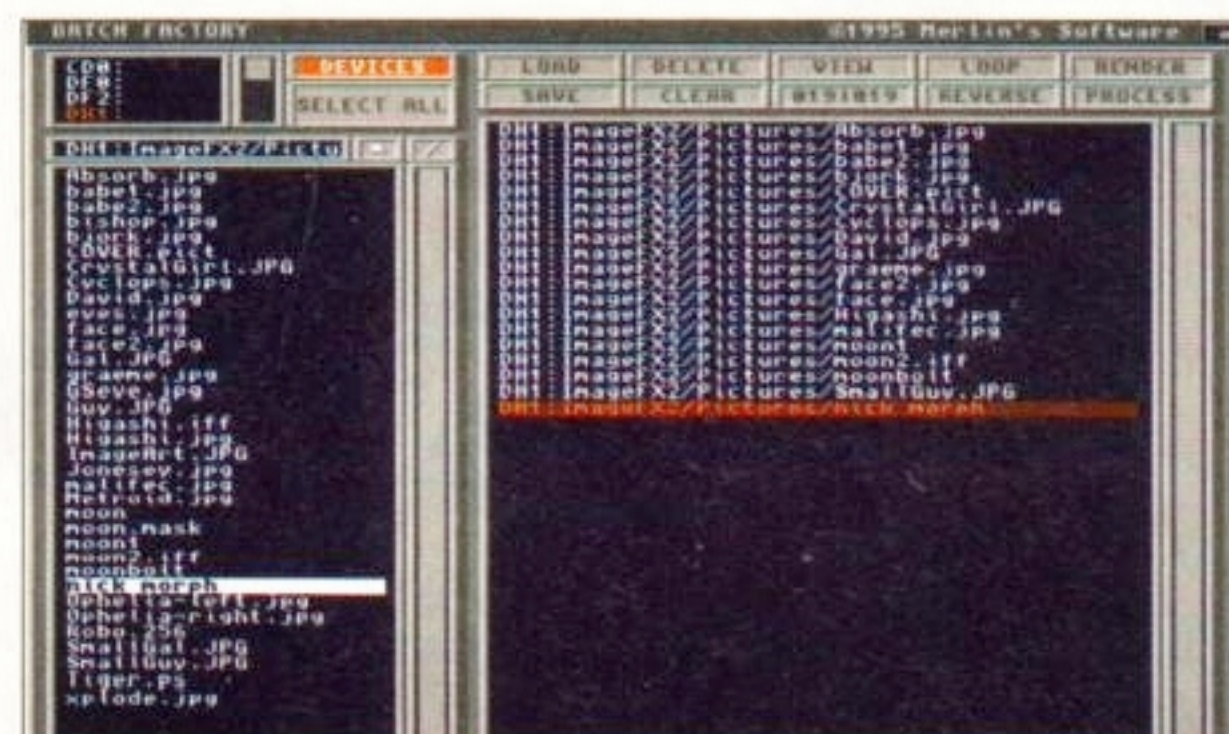 BATCH FACTORY
©1995 Merlin's Software
CD0:
DF0:
DF2:
DH1:
DEVICES
SELECT ALL
LOAD
DELETE
VIEW
LOOP
RENDER
SAVE
CLEAR
0191019
REVERSE
PROCESS
DH1:ImageFX2/Pictu
Absorb.jpg
babe1.jpg
babe2.jpg
bishop.jpg
bjork.jpg
COVER.pict
CrystalGirl.JPG
Cyclops.jpg
David.jpg
eyes.jpg
face.jpg
face2.jpg
Gal.JPG
graeme.jpg
GSeve.jpg
Guy.JPG
Higashi.iff
Higashi.jpg
ImageArt.JPG
Jonesey.jpg
malifec.jpg
Metroid.jpg
moon
moon.mask
moon1
moon2.iff
moonbolt
nick morph
Ophelia-left.jpg
Ophelia-right.jpg
Robo.256
SmallGal.JPG
SmallGuy.JPG
Tiger.ps
xplode.jpg
DH1:ImageFX2/Pictures/Absorb.jpg
DH1:ImageFX2/Pictures/babe1.jpg
DH1:ImageFX2/Pictures/babe2.jpg
DH1:ImageFX2/Pictures/bjork.jpg
DH1:ImageFX2/Pictures/COVER.pict
DH1:ImageFX2/Pictures/CrystalGirl.JPG
DH1:ImageFX2/Pictures/Cyclops.jpg
DH1:ImageFX2/Pictures/David.jpg
DH1:ImageFX2/Pictures/Gal.JPG
DH1:ImageFX2/Pictures/graeme.jpg
DH1:ImageFX2/Pictures/face2.jpg
DH1:ImageFX2/Pictures/face.jpg
DH1:ImageFX2/Pictures/Higashi.jpg
DH1:ImageFX2/Pictures/malifec.jpg
DH1:ImageFX2/Pictures/moon1
DH1:ImageFX2/Pictures/moon2.iff
DH1:ImageFX2/Pictures/moonbolt
DH1:ImageFX2/Pictures/SmallGuy.JPG
DH1:ImageFX2/Pictures/nick morph